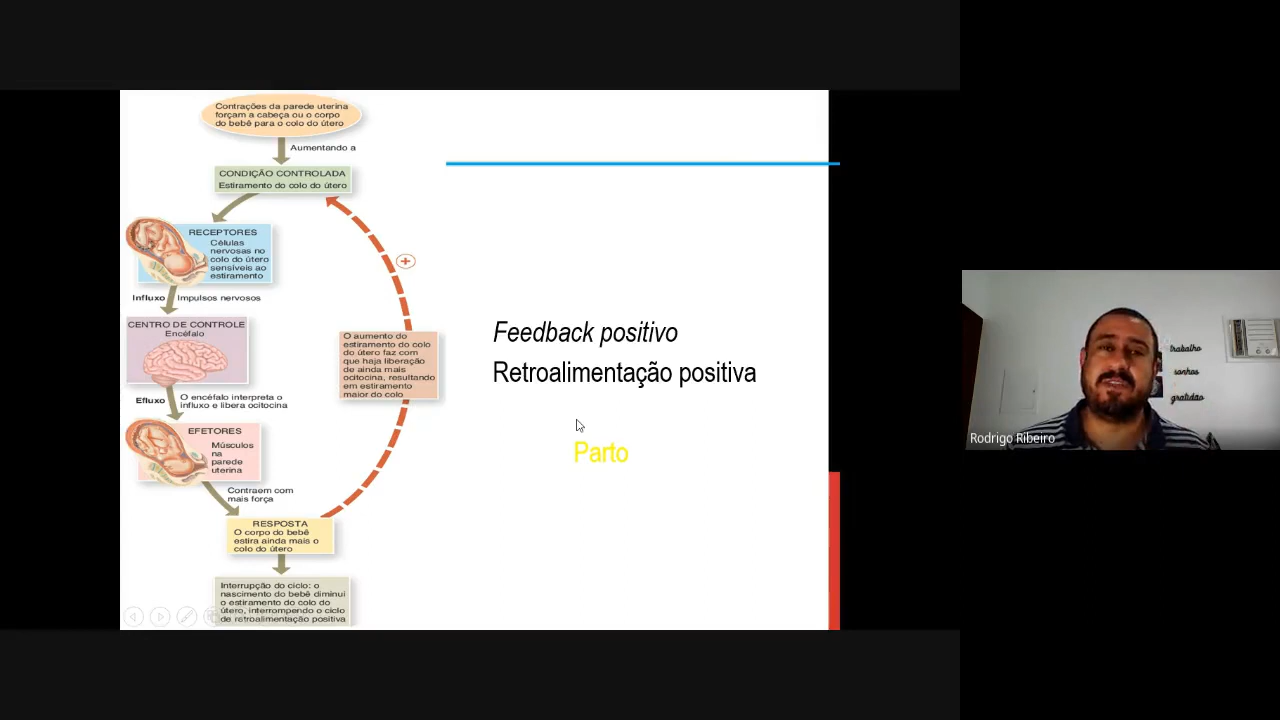 Contrações da parede uterina
forçam a cabeça ou o corpo
do bebê para o colo do útero
Aumentando a
CONDIÇÃO CONTROLADA
Estiramento do colo do útero
RECEPTORES
Células
nervosas no
colo do útero
sensíveis ao
estiramento
Influxo Impulsos nervosos
CENTRO DE CONTROLE
Encéfalo
Efluxo
O encéfalo interpreta o
influxo e libera ocitocina
EFETORES
Músculos
na
parede
uterina
Contraem com
mais força
RESPOSTA
O corpo do bebê
estira ainda mais o
colo do útero
Interrupção do ciclo: o
nascimento do bebê diminui
o estiramento do colo do
útero, interrompendo o ciclo
de retroalimentação positiva
+
O aumento do
estiramento do colo
do útero faz com
que haja liberação
de ainda mais
ocitocina, resultando
em estiramento
maior do colo
Feedback positivo
Retroalimentação positiva
Parto
trabalho
sonhos
gratidão
Rodrigo Ribeiro